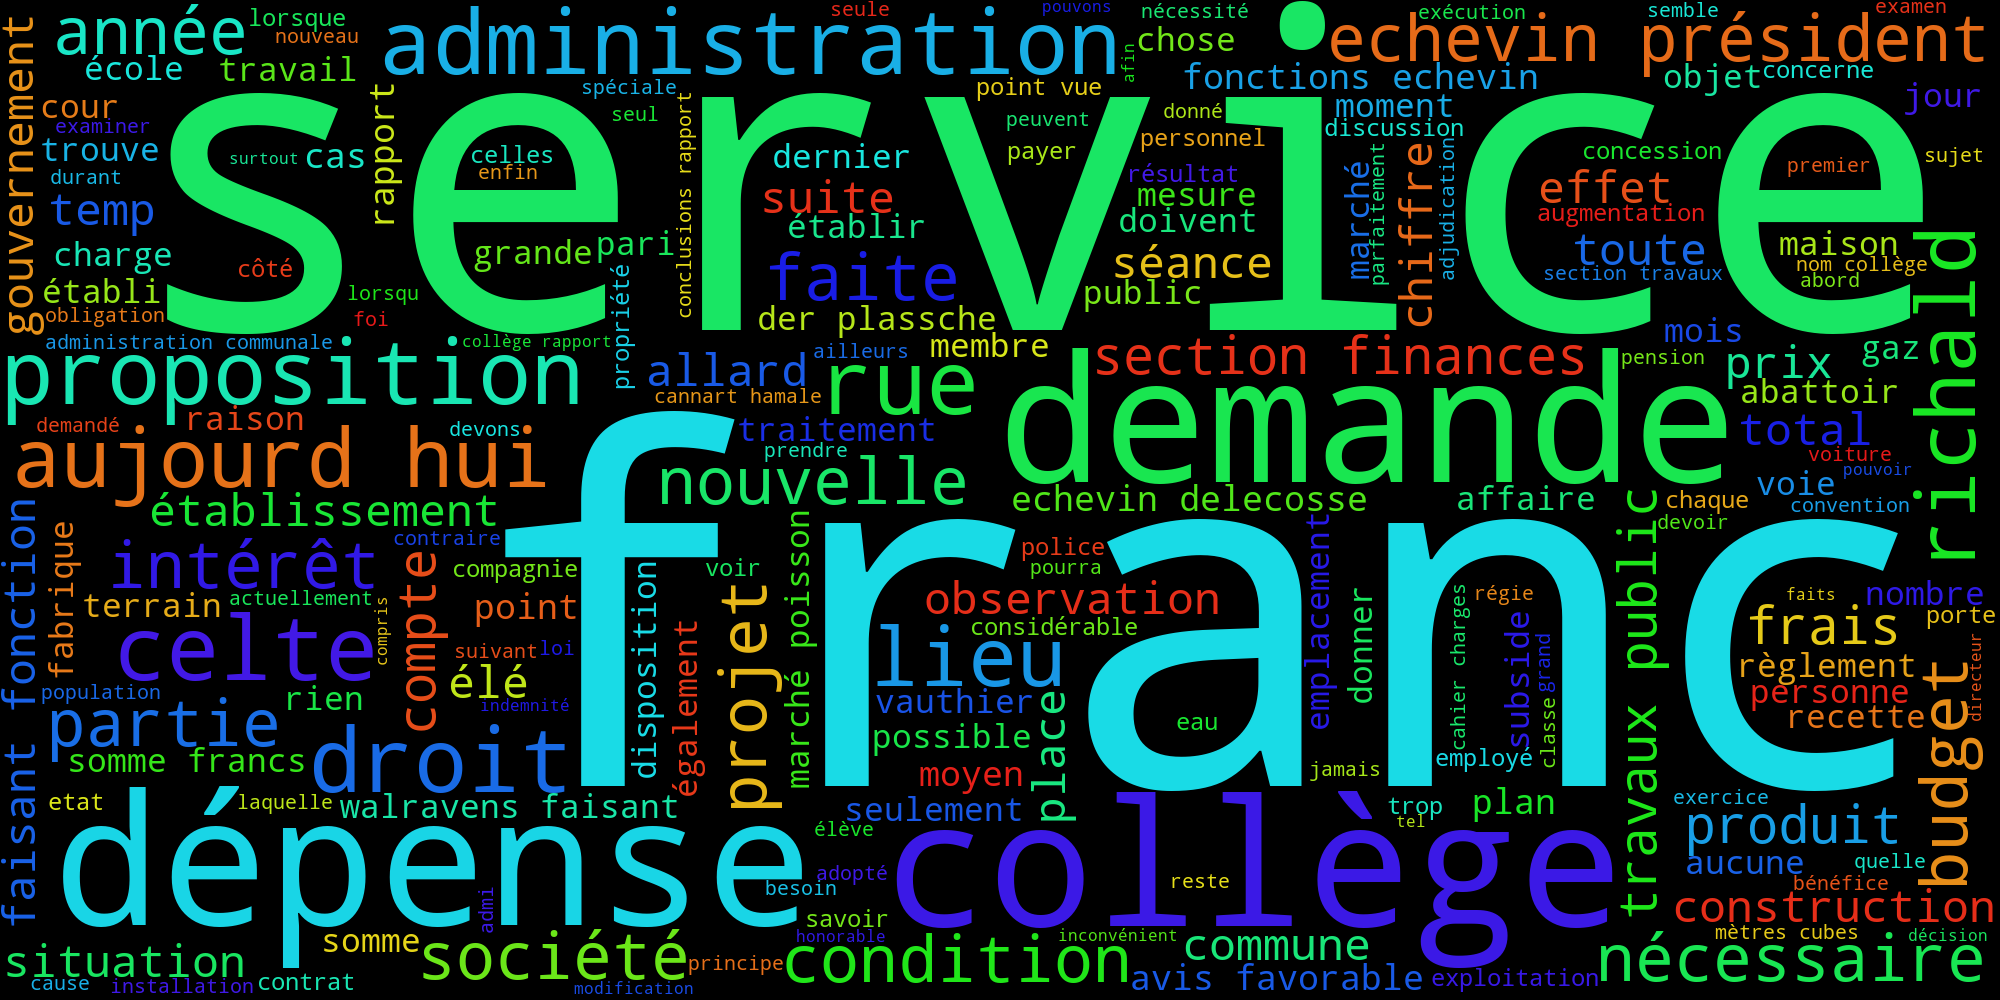 année
lorsque
nouveau
administration
seule
pouvons
nécessité
chose
afin
exécution
semble
examen
echevin président
école
travail
spéciale
point vue
fonctions echevin
objet
concerne
jour
gouvernement
cour
examiner
trouve
durant
temp
surtout
cas
rapport
service
celles
enfin
seul
conclusions rapport
peuvent
payer
dernier
donné
personnel
moment
discussion
résultat
mesure
doivent
suite
établir
marché
parfaitement
chiffre
adjudication
concession
effet
augmentation
premier
sujet
toute
maison
section travaux
nom collège
abord
richald
charge
côté
établi
obligation
lorsqu
foi
grande
pari
propriété
faite
séance
public
der plassche
administration communale
collège rapport
proposition
ailleurs
membre
allard
cannart hamale
rue
section finances
demande
mois
pension
prix
gaz
abattoir
demandé
raison
devons
aujourd hui
traitement
prendre
nouvelle
total
voiture
pouvoir
voie
echevin delecosse
affaire
chaque
convention
devoir
établissement
contraire
franc
faisant fonction
fabrique
intérêt
compte
compagnie
voir
marché poisson
police
pourra
emplacement
travaux public
terrain
actuellement
compris
point
disposition
projet
observation
considérable
donner
cahier charges
régie
subside
grand
classe
faits
nombre
frais
porte
celte
suivant
loi
élé
également
lieu
règlement
personne
directeur
population
rien
indemnité
partie
vauthier
place
eau
recette
budget
somme francs
droit
possible
moyen
jamais
employé
etat
laquelle
walravens faisant
seulement
trop
plan
tel
exercice
produit
dépense
élève
collège
aucune
quelle
adopté
besoin
reste
bénéfice
admi
savoir
construction
somme
société
honorable
inconvénient
commune
mètres cubes
décision
situation
principe
condition
avis favorable
exploitation
nécessaire
cause
installation
contrat
modification